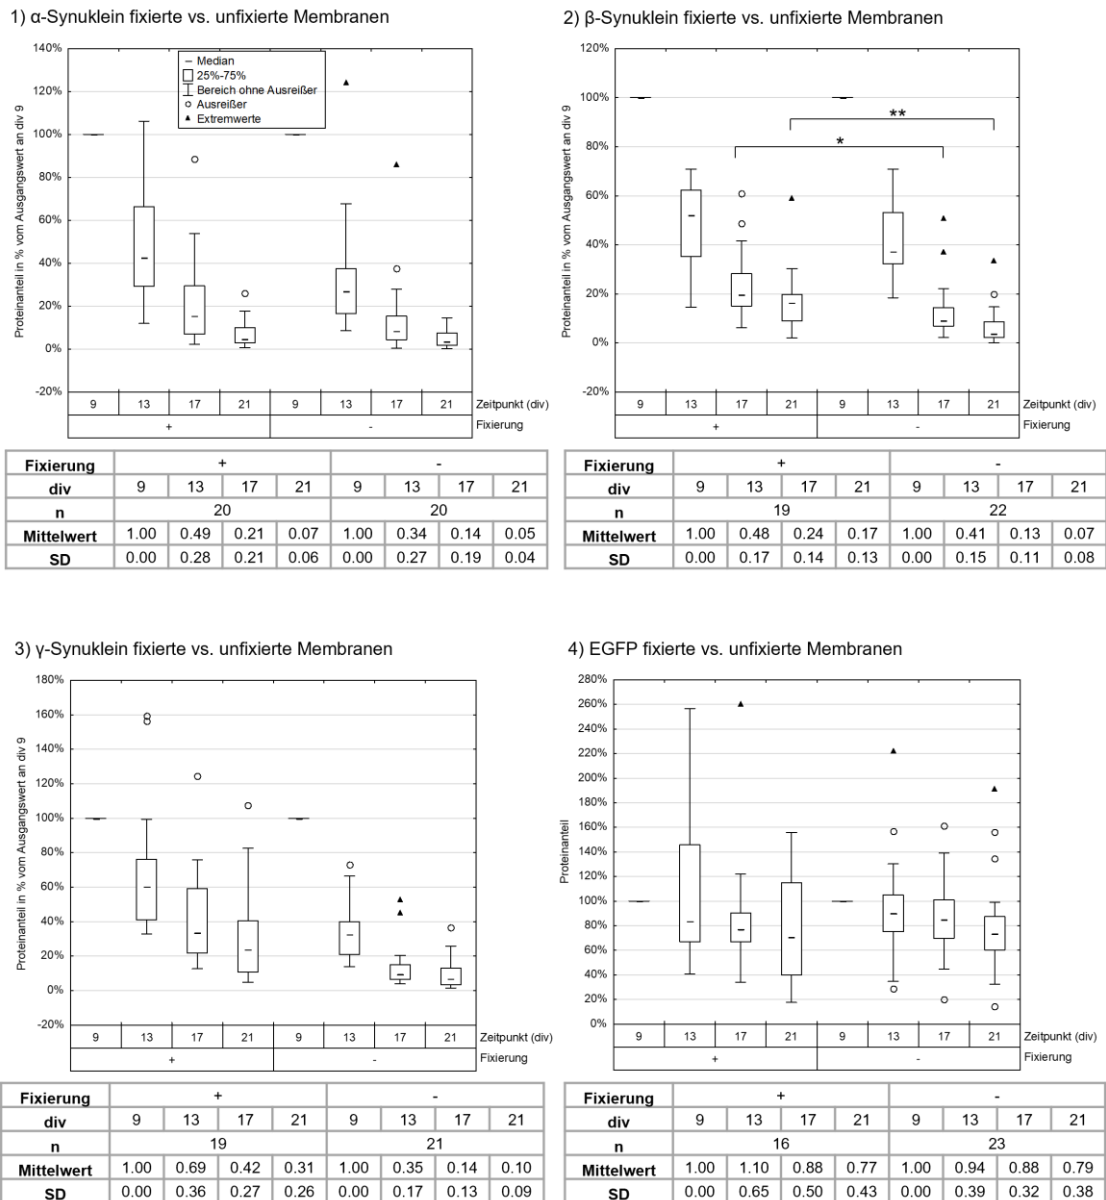 1) α-Synuklein fixierte vs. unfixierte Membranen
140%
120%
100%
80%
60%
40%
20%
0%
-20%
Proteinanteil in % vom Ausgangswert an div 9
Median
25%-75%
Bereich ohne Ausreißer
Ausreißer
Extremwerte
9 13 17 21 9 13 17 21 Zeitpunkt (div)
+ - Fixierung
Fixierung + -
div 9 13 17 21 9 13 17 21
n 20 20
Mittelwert 1.00 0.49 0.21 0.07 1.00 0.34 0.14 0.05
SD 0.00 0.28 0.21 0.06 0.00 0.27 0.19 0.04
2) β-Synuklein fixierte vs. unfixierte Membranen
120%
100%
80%
60%
40%
20%
0%
-20%
Proteinanteil in % vom Ausgangswert an div 9
**
*
9 13 17 21 9 13 17 21 Zeitpunkt (div)
+ - Fixierung
Fixierung + -
div 9 13 17 21 9 13 17 21
n 19 22
Mittelwert 1.00 0.48 0.24 0.17 1.00 0.41 0.13 0.07
SD 0.00 0.17 0.14 0.13 0.00 0.15 0.11 0.08
3) γ-Synuklein fixierte vs. unfixierte Membranen
180%
160%
140%
120%
100%
80%
60%
40%
20%
0%
-20%
Proteinanteil in % vom Ausgangswert an div 9
9 13 17 21 9 13 17 21 Zeitpunkt (div)
+ - Fixierung
Fixierung + -
div 9 13 17 21 9 13 17 21
n 19 21
Mittelwert 1.00 0.69 0.42 0.31 1.00 0.35 0.14 0.10
SD 0.00 0.36 0.27 0.26 0.00 0.17 0.13 0.09
4) EGFP fixierte vs. unfixierte Membranen
280%
260%
240%
220%
200%
180%
160%
140%
120%
100%
80%
60%
40%
20%
0%
Proteinanteil
9 13 17 21 9 13 17 21 Zeitpunkt (div)
+ - Fixierung
Fixierung + -
div 9 13 17 21 9 13 17 21
n 16 23
Mittelwert 1.00 1.10 0.88 0.77 1.00 0.94 0.88 0.79
SD 0.00 0.65 0.50 0.43 0.00 0.39 0.32 0.38